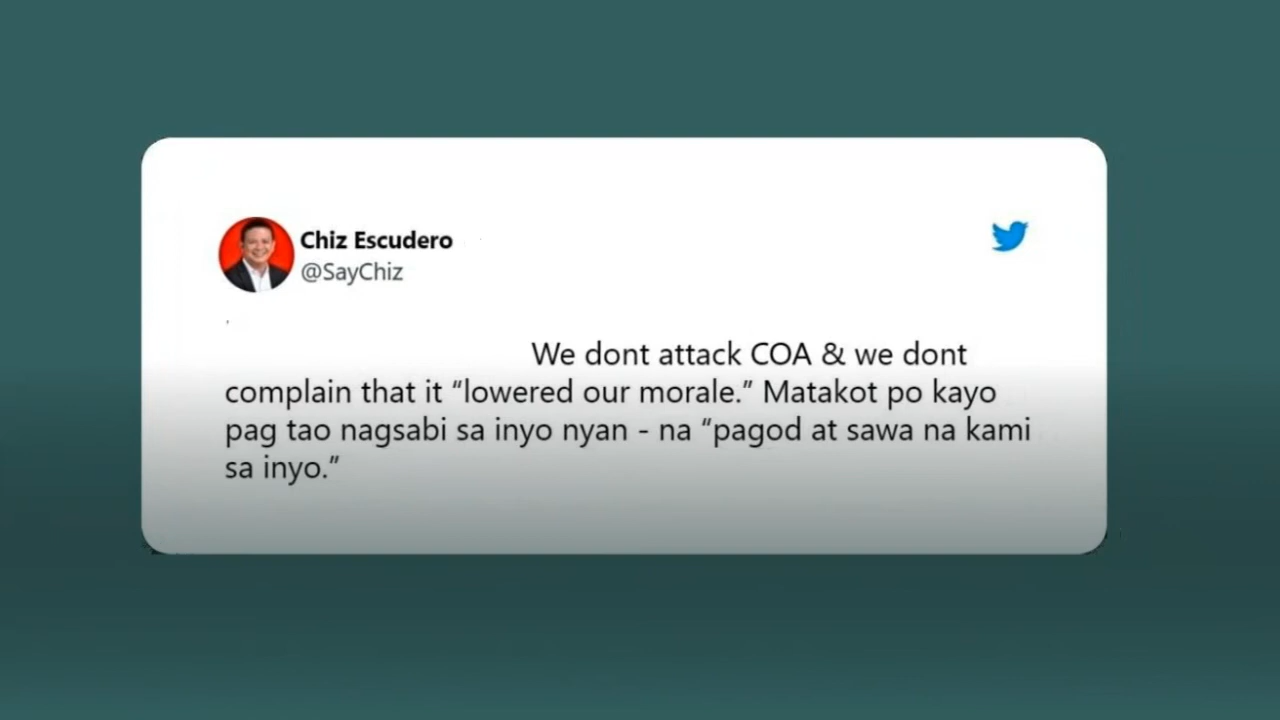 Chiz Escudero
@SayChiz
We dont attack COA & we dont
complain that it “lowered our morale.” Matakot po kayo
pag tao nagsabi sa inyo nyan - na “pagod at sawa na kami
sa inyo.”